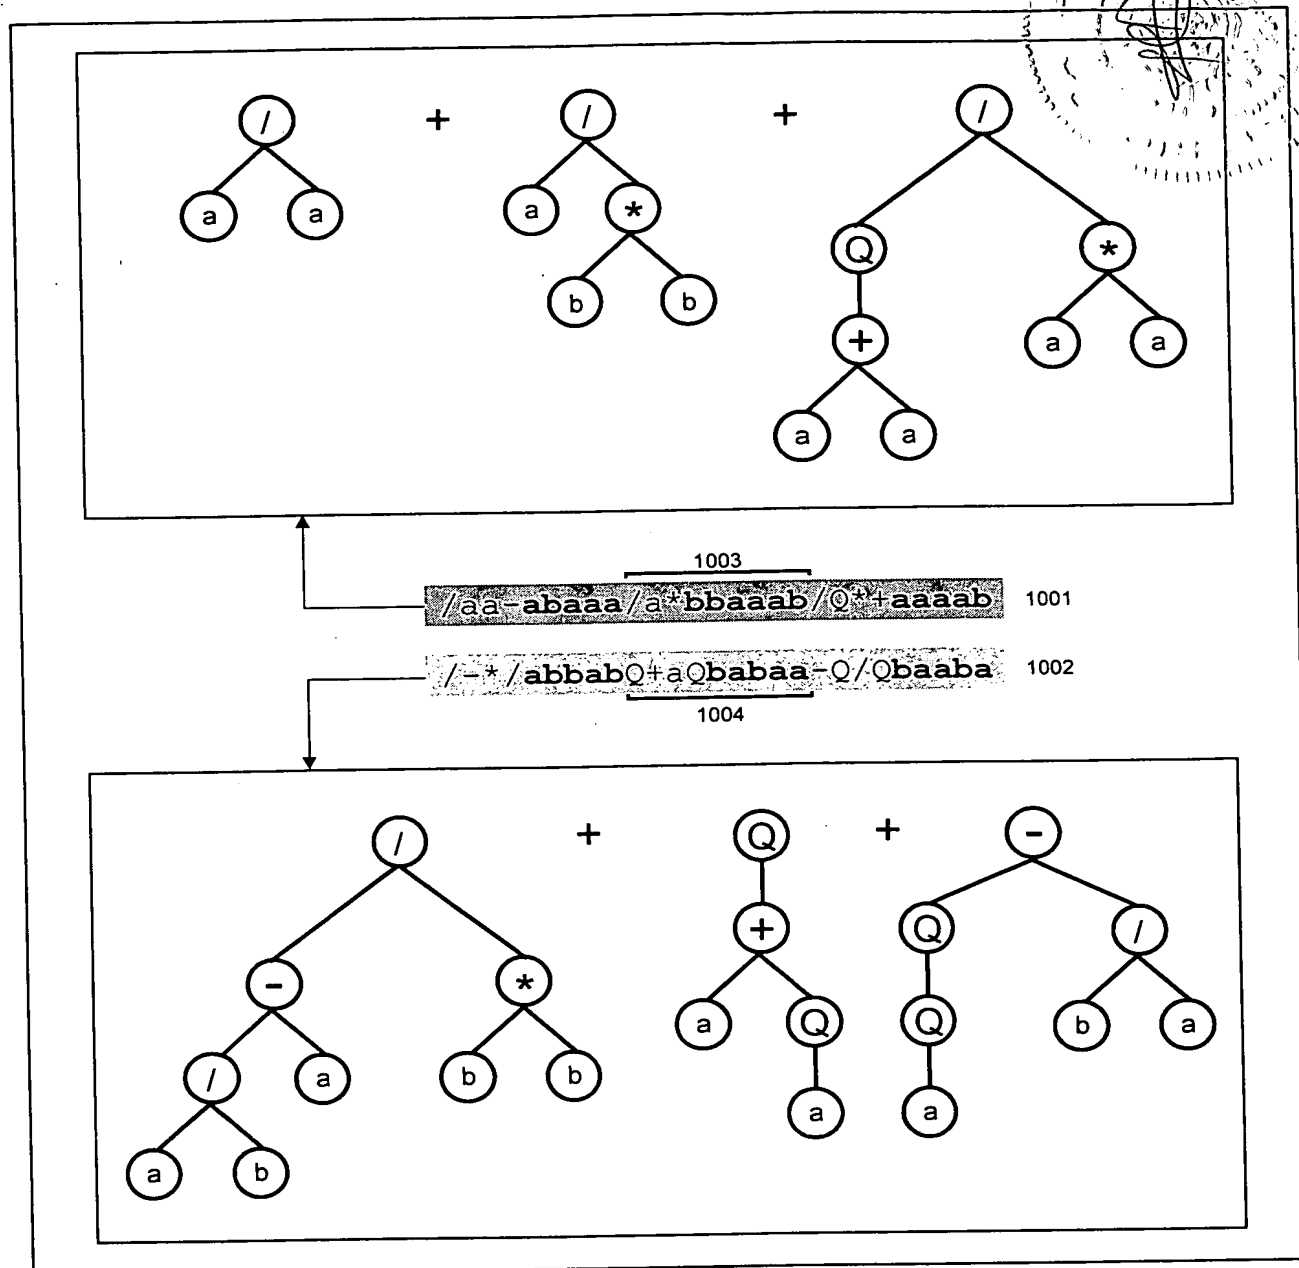 / + / + /
a a a *
Q *
b b
+ a a
a a
1003
/aa-abaaa/a*bbaaab/Q*+aaaab 1001
/-*/abbabQ+aQbabaa-Q/Qbaaba 1002
1004
/ + Q + -
+ Q /
- *
a Q Q b a
/ a b b
a a
a b